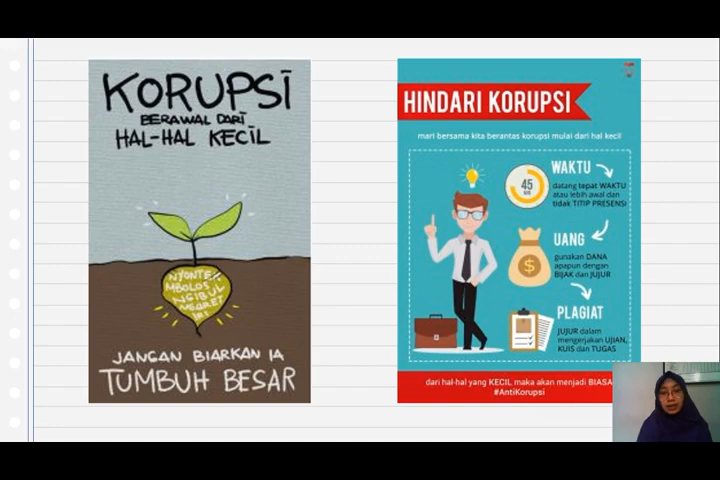 KORUPSI
BERAWAL DARI
HAL-HAL KECIL
NYONTEK
MBOLOS
NGIBUL
JANGAN BIARKAN IA
TUMBUH BESAR
HINDARI KORUPSI
mari bersama kita berantas korupsi mulai dari hal kecil
45
WAKTU
datang tepat WAKTU
atau lebih awal dan
tidak TITIP PRESENSI
UANG
gunakan DANA
apapun dengan
BIJAK dan JUJUR
$
PLAGIAT
JUJUR dalam
mengerjakan UJIAN,
KUIS dan TUGAS
dari hal-hal yang KECIL maka akan menjadi BIASA
#AntiKorupsi